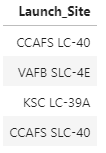 Launch_Site
CCAFS LC-40
VAFB SLC-4E
KSC LC-39A
CCAFS SLC-40